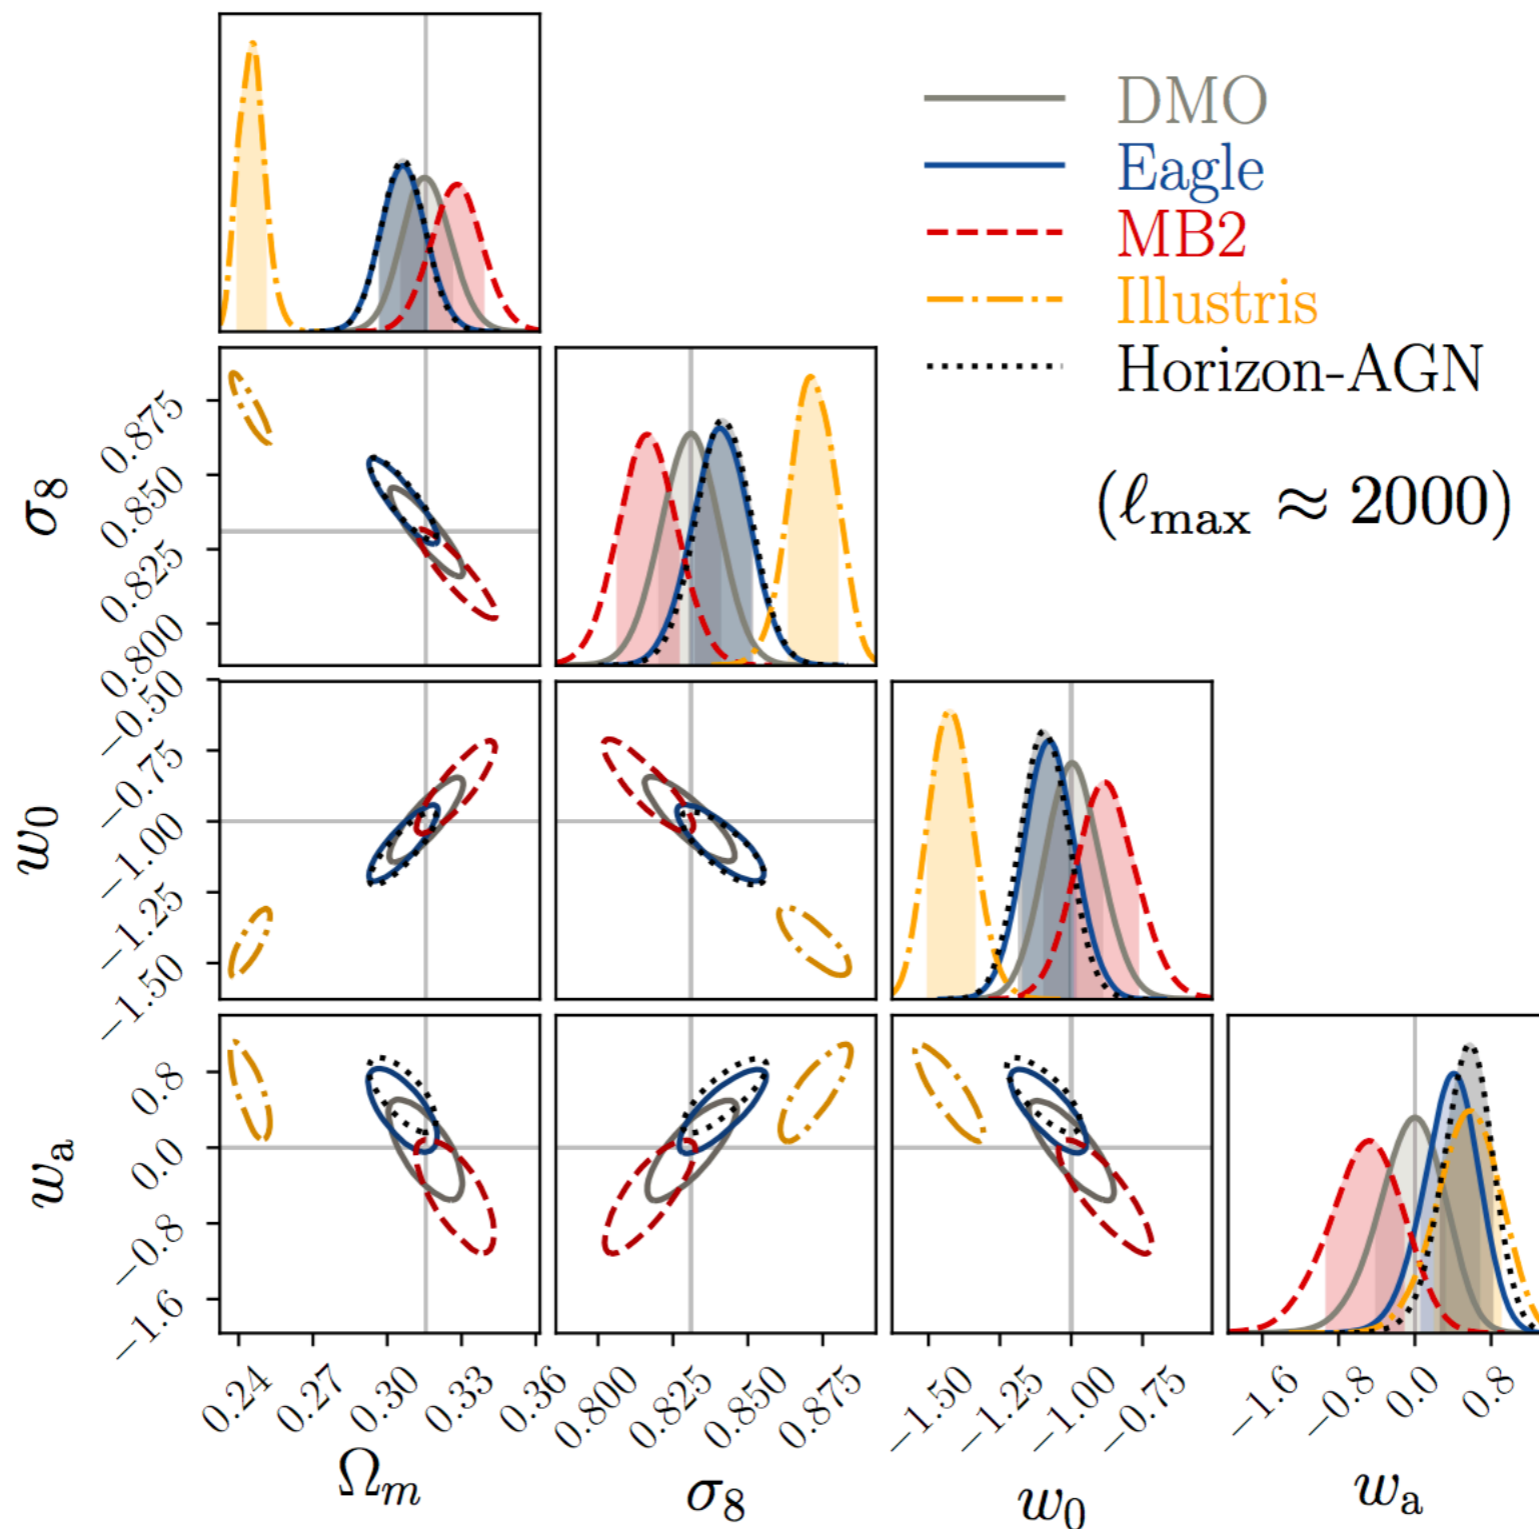 DMO
Eagle
MB2
Illustris
Horizon-AGN
(ℓmax ≈ 2000)
σ8
0.875
0.850
0.825
0.800
w0
−0.50
−0.75
−1.00
−1.25
−1.50
wa
0.8
0.0
−0.8
−1.6
0.24 0.27 0.30 0.33 0.36
0.800 0.825 0.850 0.875
−1.50 −1.25 −1.00 −0.75
−1.6 −0.8 0.0 0.8
Ωm σ8 w0 wa